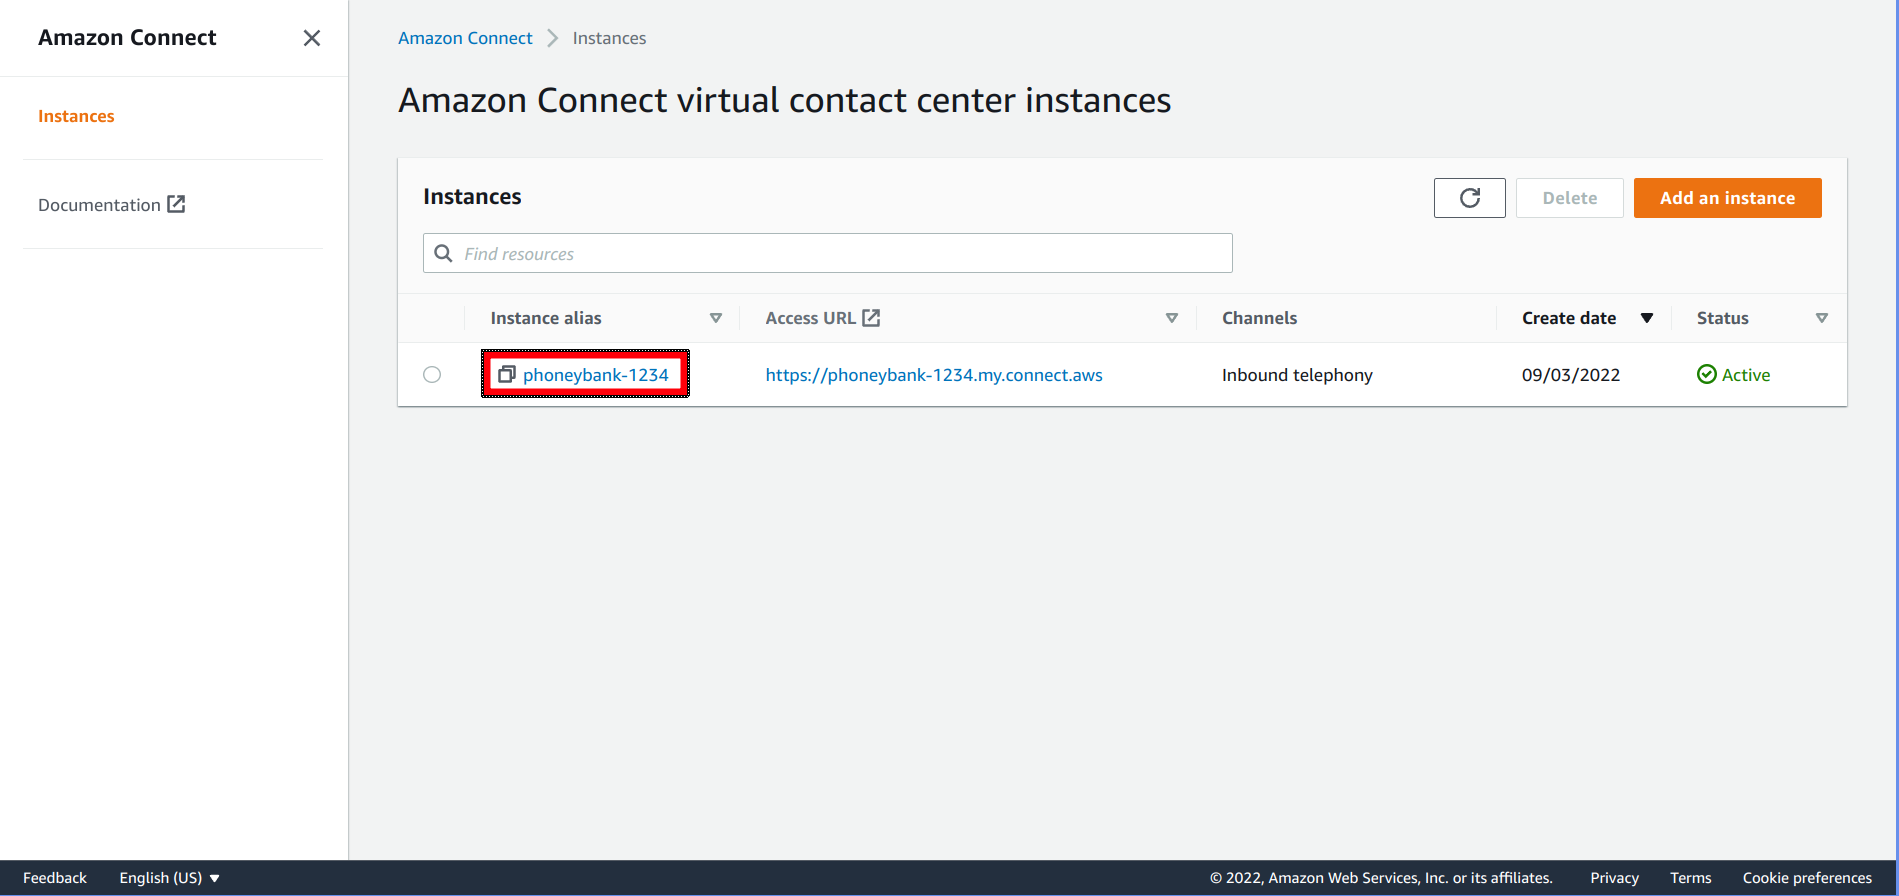 Amazon Connect
Instances
Documentation
Amazon Connect Instances
Amazon Connect virtual contact center instances
Instances
Delete
Add an instance
Find resources
Instance alias Access URL Channels Create date Status
phoneybank-1234 https://phoneybank-1234.my.connect.aws Inbound telephony 09/03/2022 Active
Feedback English (US) © 2022, Amazon Web Services, Inc. or its affiliates. Privacy Terms Cookie preferences